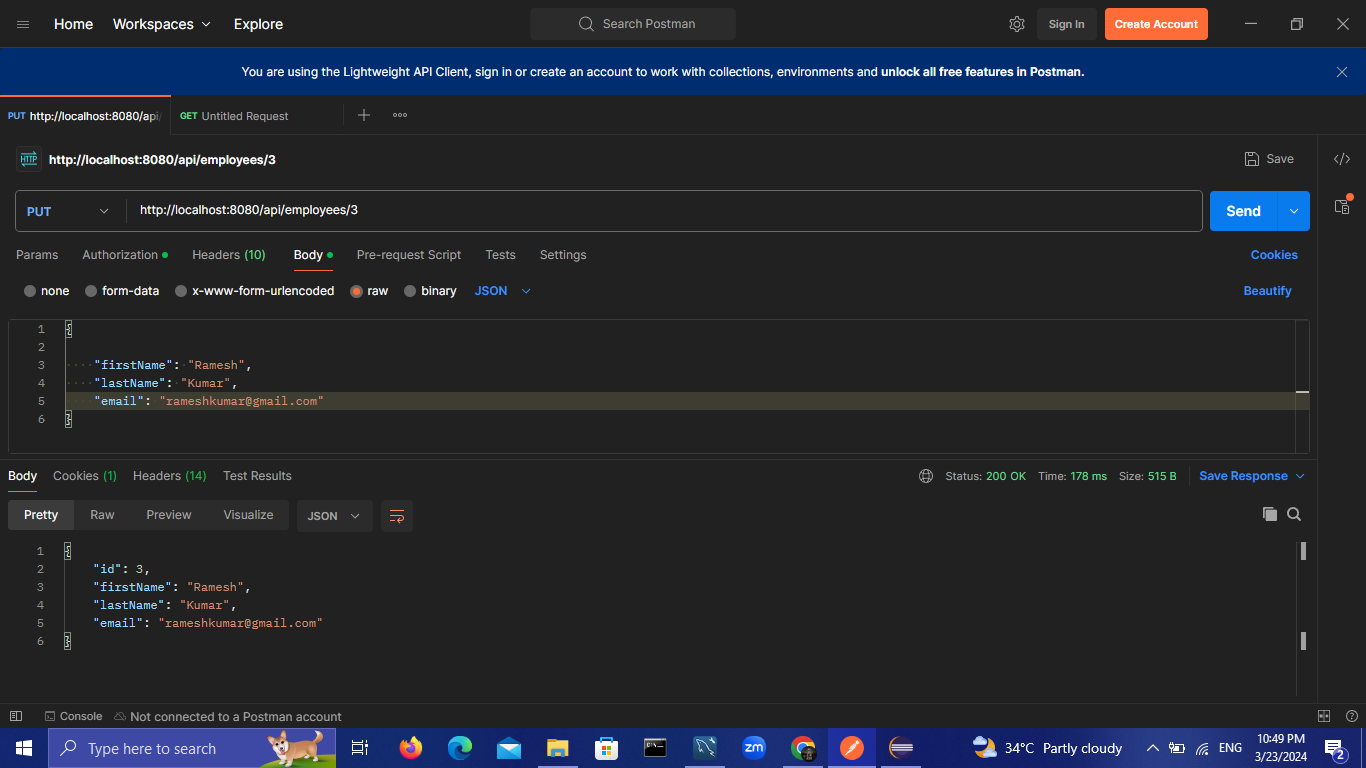 Home Workspaces Explore Search Postman Sign In Create Account
You are using the Lightweight API Client, sign in or create an account to work with collections, environments and unlock all free features in Postman.
PUT http://localhost:8080/api/ GET Untitled Request
HTTP http://localhost:8080/api/employees/3 Save
PUT http://localhost:8080/api/employees/3 Send
Params Authorization Headers (10) Body Pre-request Script Tests Settings Cookies
none form-data x-www-form-urlencoded raw binary JSON Beautify
1 {
2
3 "firstName": "Ramesh",
4 "lastName": "Kumar",
5 "email": "rameshkumar@gmail.com"
6 }
Body Cookies (1) Headers (14) Test Results Status: 200 OK Time: 178 ms Size: 515 B Save Response
Pretty Raw Preview Visualize JSON
1 {
2 "id": 3,
3 "firstName": "Ramesh",
4 "lastName": "Kumar",
5 "email": "rameshkumar@gmail.com"
6 }
Console Not connected to a Postman account
Type here to search zm 34°C Partly cloudy ENG 10:49 PM
3/23/2024 2